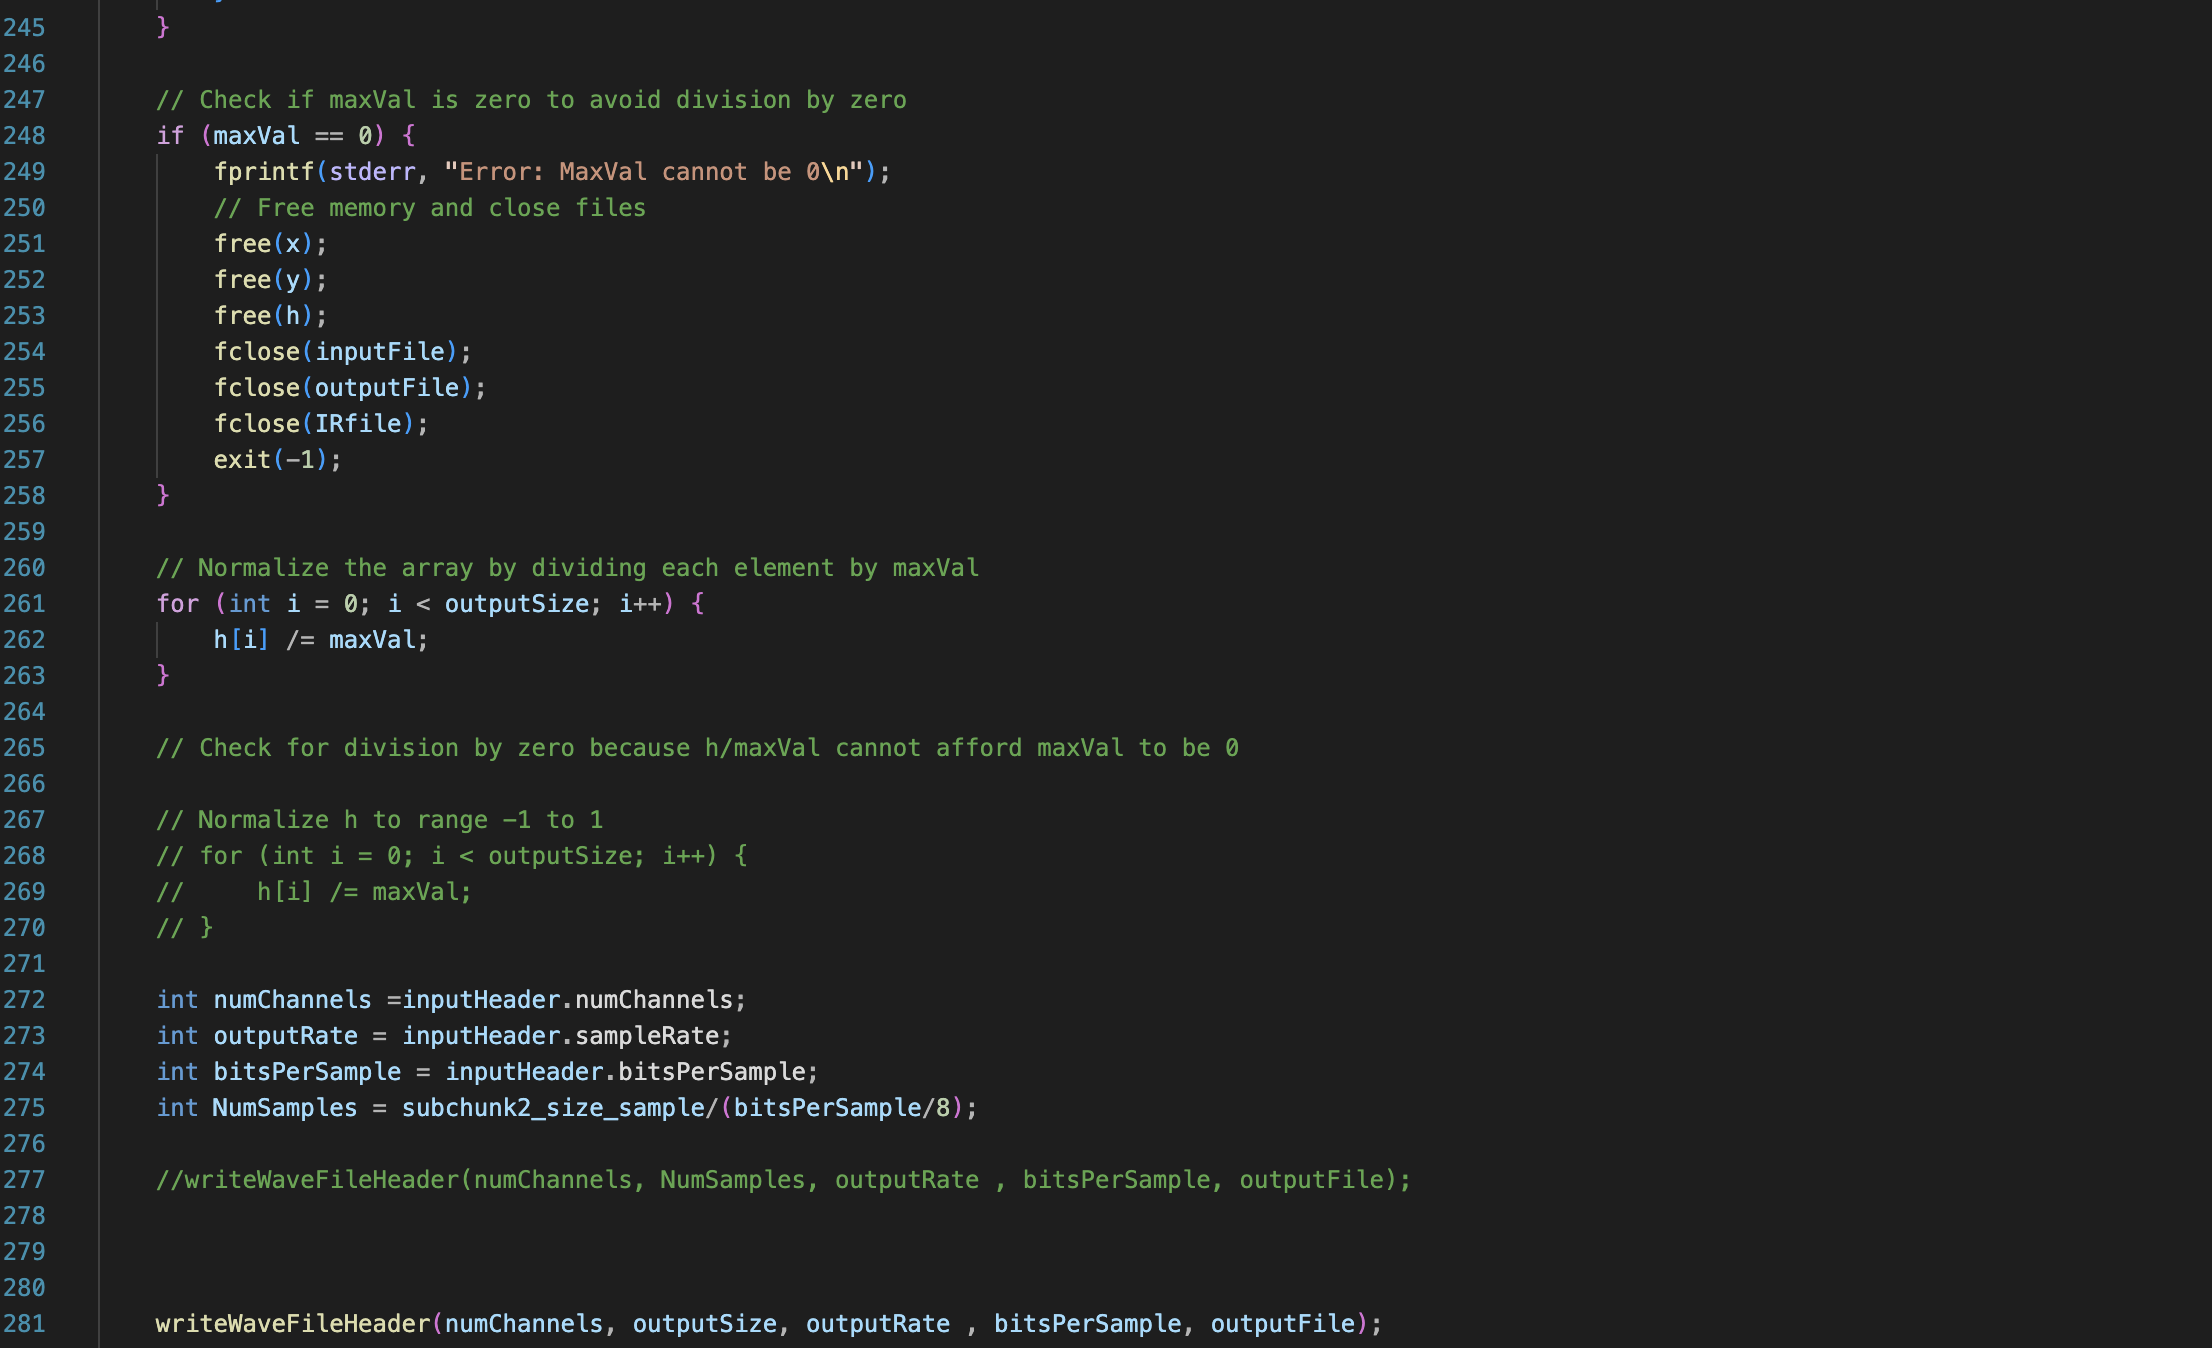 245 }
246
247 // Check if maxVal is zero to avoid division by zero
248 if (maxVal == 0) {
249 fprintf(stderr, "Error: MaxVal cannot be 0\n");
250 // Free memory and close files
251 free(x);
252 free(y);
253 free(h);
254 fclose(inputFile);
255 fclose(outputFile);
256 fclose(IRfile);
257 exit(-1);
258 }
259
260 // Normalize the array by dividing each element by maxVal
261 for (int i = 0; i < outputSize; i++) {
262 h[i] /= maxVal;
263 }
264
265 // Check for division by zero because h/maxVal cannot afford maxVal to be 0
266
267 // Normalize h to range -1 to 1
268 // for (int i = 0; i < outputSize; i++) {
269 //     h[i] /= maxVal;
270 // }
271
272 int numChannels =inputHeader.numChannels;
273 int outputRate = inputHeader.sampleRate;
274 int bitsPerSample = inputHeader.bitsPerSample;
275 int NumSamples = subchunk2_size_sample/(bitsPerSample/8);
276
277 //writeWaveFileHeader(numChannels, NumSamples, outputRate , bitsPerSample, outputFile);
278
279
280
281 writeWaveFileHeader(numChannels, outputSize, outputRate , bitsPerSample, outputFile);